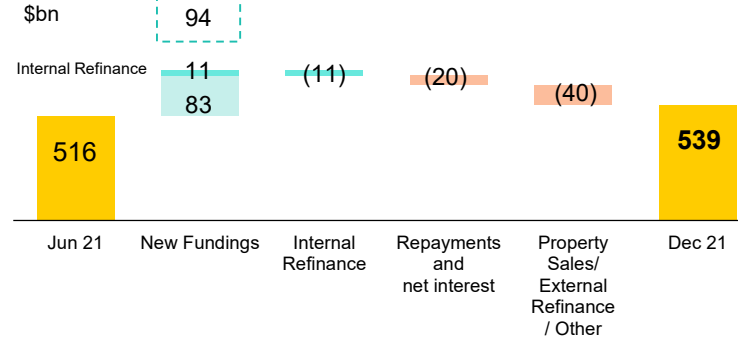 $bn
94
Internal Refinance
11
(11)
(20)
(40)
83
516
539
Jun 21
New Fundings
Internal
Refinance
Repayments
and
net interest
Property
Sales/
External
Refinance
/ Other
Dec 21